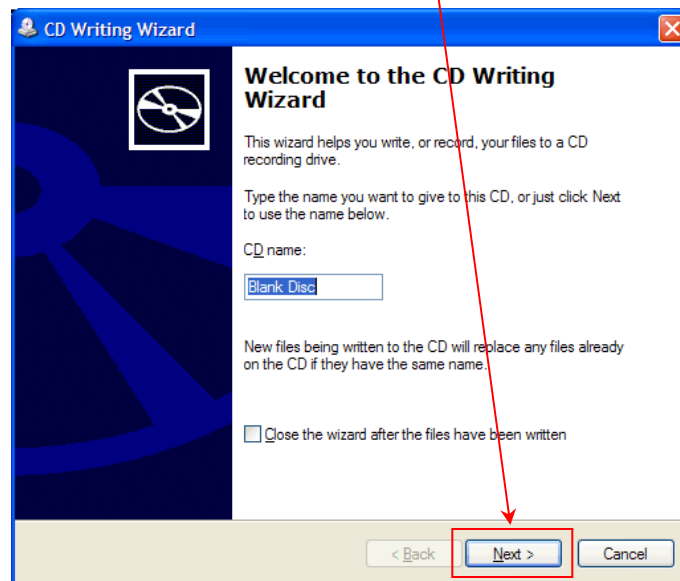 CD Writing Wizard
Welcome to the CD Writing
Wizard
This wizard helps you write, or record, your files to a CD
recording drive.
Type the name you want to give to this CD, or just click Next
to use the name below.
CD name:
Blank Disc
New files being written to the CD will replace any files already
on the CD if they have the same name.
Close the wizard after the files have been written
< Back
Next >
Cancel